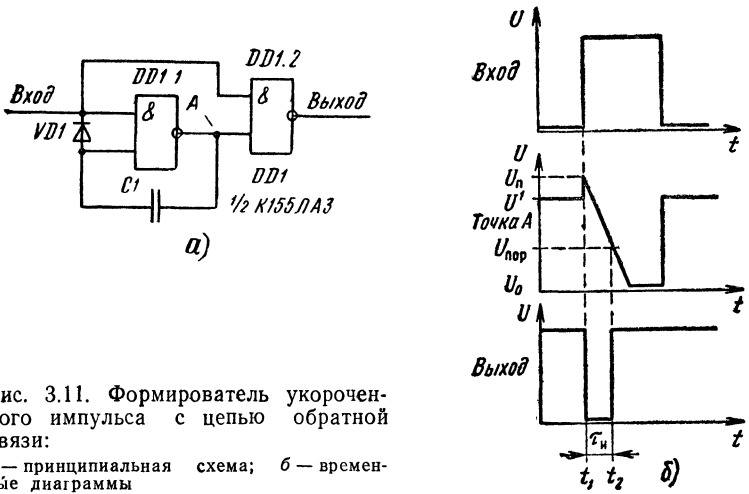 DD1.1
DD1.2
Вход
&
A
&
Выход
VD1
C1
DD1
½ К155ЛА3
а)
U
Вход
t
U
Uп
U¹
Точка А
Uпор
U₀
t
U
Выход
τи
t
t₁ t₂
б)
ис. 3.11. Формирователь укорочен-
ого импульса с цепью обратной
вязи:
— принципиальная схема; б — времен-
ые диаграммы